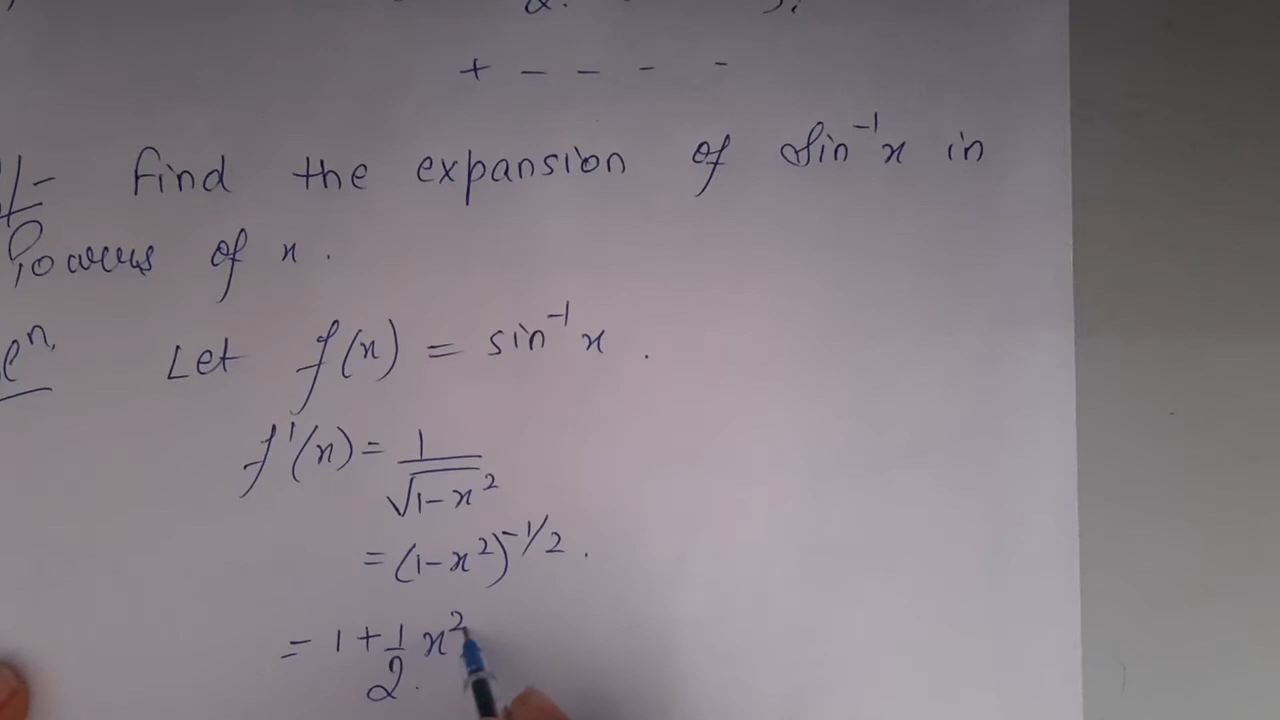 + - - - -
Find the expansion of Sin⁻¹x in
Powers of x.
Let f(x) = sin⁻¹x.
f'(x) = 1/√(1-x²)
= (1-x²)^(-1/2).
= 1 + 1/2 x²